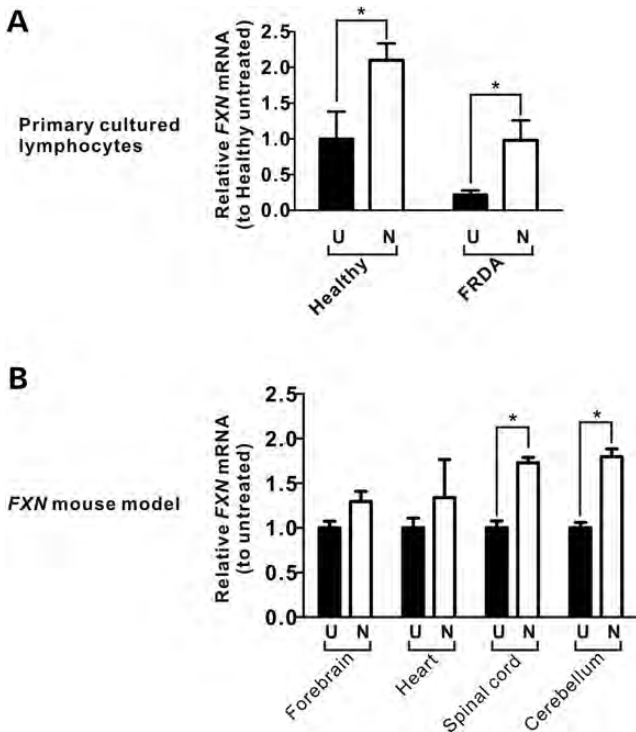 A
Primary cultured
lymphocytes
Relative FXN mRNA
(to Healthy untreated)
2.5
2.0
1.5
1.0
0.5
0.0
*
*
U N U N
Healthy FRDA
B
FXN mouse model
Relative FXN mRNA
(to untreated)
2.5
2.0
1.5
1.0
0.5
0.0
*
*
U N U N U N U N
Forebrain Heart Spinal cord Cerebellum